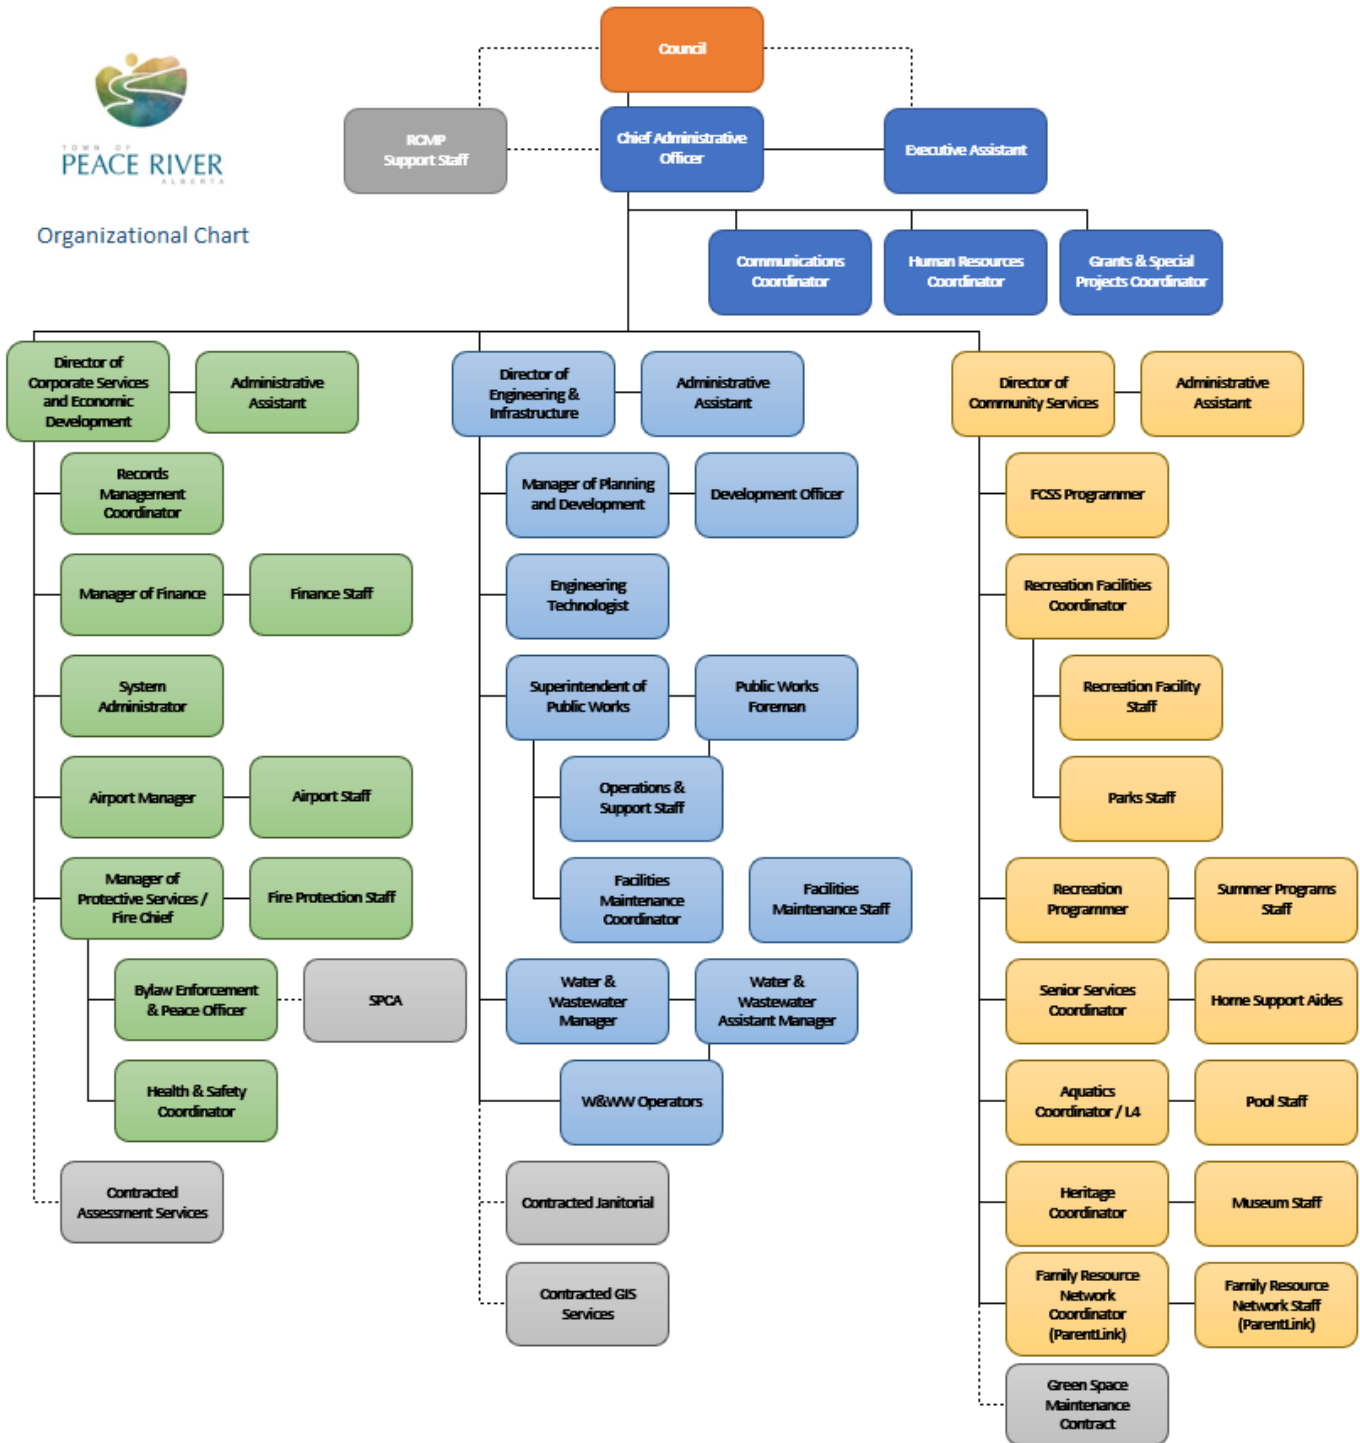 Council
TOWN OF
PEACE RIVER
ALBERTA
Organizational Chart
RCMP
Support Staff
Chief Administrative
Officer
Executive Assistant
Communications
Coordinator
Human Resources
Coordinator
Grants & Special
Projects Coordinator
Director of
Corporate Services
and Economic
Development
Administrative
Assistant
Director of
Engineering &
Infrastructure
Administrative
Assistant
Director of
Community Services
Administrative
Assistant
Records
Management
Coordinator
Manager of Planning
and Development
Development Officer
FCSS Programmer
Manager of Finance
Finance Staff
Engineering
Technologist
Recreation Facilities
Coordinator
System
Administrator
Superintendent of
Public Works
Public Works
Foreman
Recreation Facility
Staff
Airport Manager
Airport Staff
Operations &
Support Staff
Parks Staff
Manager of
Protective Services /
Fire Chief
Fire Protection Staff
Facilities
Maintenance
Coordinator
Facilities
Maintenance Staff
Recreation
Programmer
Summer Programs
Staff
Bylaw Enforcement
& Peace Officer
SPCA
Water &
Wastewater
Manager
Water &
Wastewater
Assistant Manager
Senior Services
Coordinator
Home Support Aides
Health & Safety
Coordinator
W&WW Operators
Aquatics
Coordinator / L4
Pool Staff
Contracted
Assessment Services
Contracted Janitorial
Heritage
Coordinator
Museum Staff
Contracted GIS
Services
Family Resource
Network
Coordinator
(ParentLink)
Family Resource
Network Staff
(ParentLink)
Green Space
Maintenance
Contract